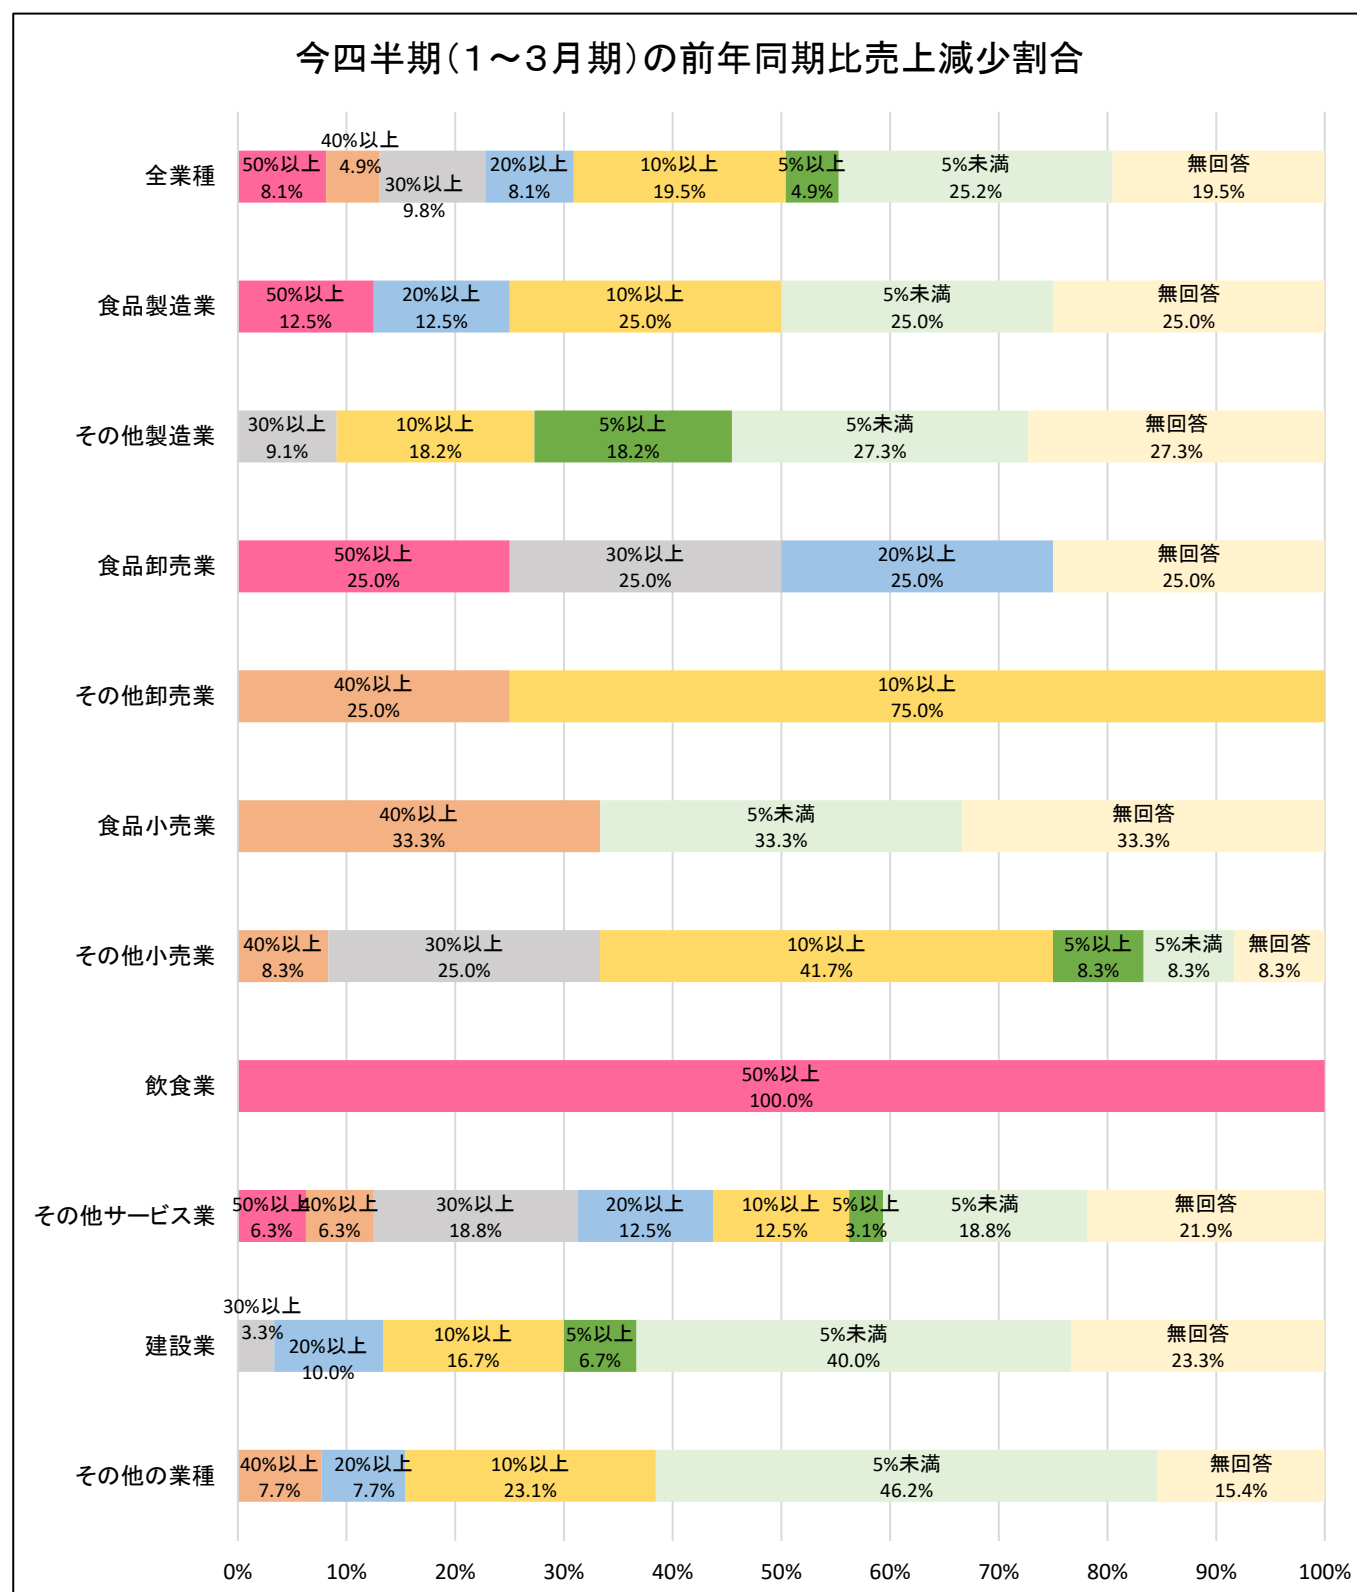 今四半期（１～３月期）の前年同期比売上減少割合
全業種
50%以上
8.1%
40%以上
4.9%
30%以上
9.8%
20%以上
8.1%
10%以上
19.5%
5%以上
4.9%
5%未満
25.2%
無回答
19.5%
食品製造業
50%以上
12.5%
20%以上
12.5%
10%以上
25.0%
5%未満
25.0%
無回答
25.0%
その他製造業
30%以上
9.1%
10%以上
18.2%
5%以上
18.2%
5%未満
27.3%
無回答
27.3%
食品卸売業
50%以上
25.0%
30%以上
25.0%
20%以上
25.0%
無回答
25.0%
その他卸売業
40%以上
25.0%
10%以上
75.0%
食品小売業
40%以上
33.3%
5%未満
33.3%
無回答
33.3%
その他小売業
40%以上
8.3%
30%以上
25.0%
10%以上
41.7%
5%以上
8.3%
5%未満
8.3%
無回答
8.3%
飲食業
50%以上
100.0%
その他サービス業
50%以上
6.3%
40%以上
6.3%
30%以上
18.8%
20%以上
12.5%
10%以上
12.5%
5%以上
3.1%
5%未満
18.8%
無回答
21.9%
建設業
30%以上
3.3%
20%以上
10.0%
10%以上
16.7%
5%以上
6.7%
5%未満
40.0%
無回答
23.3%
その他の業種
40%以上
7.7%
20%以上
7.7%
10%以上
23.1%
5%未満
46.2%
無回答
15.4%
0% 10% 20% 30% 40% 50% 60% 70% 80% 90% 100%